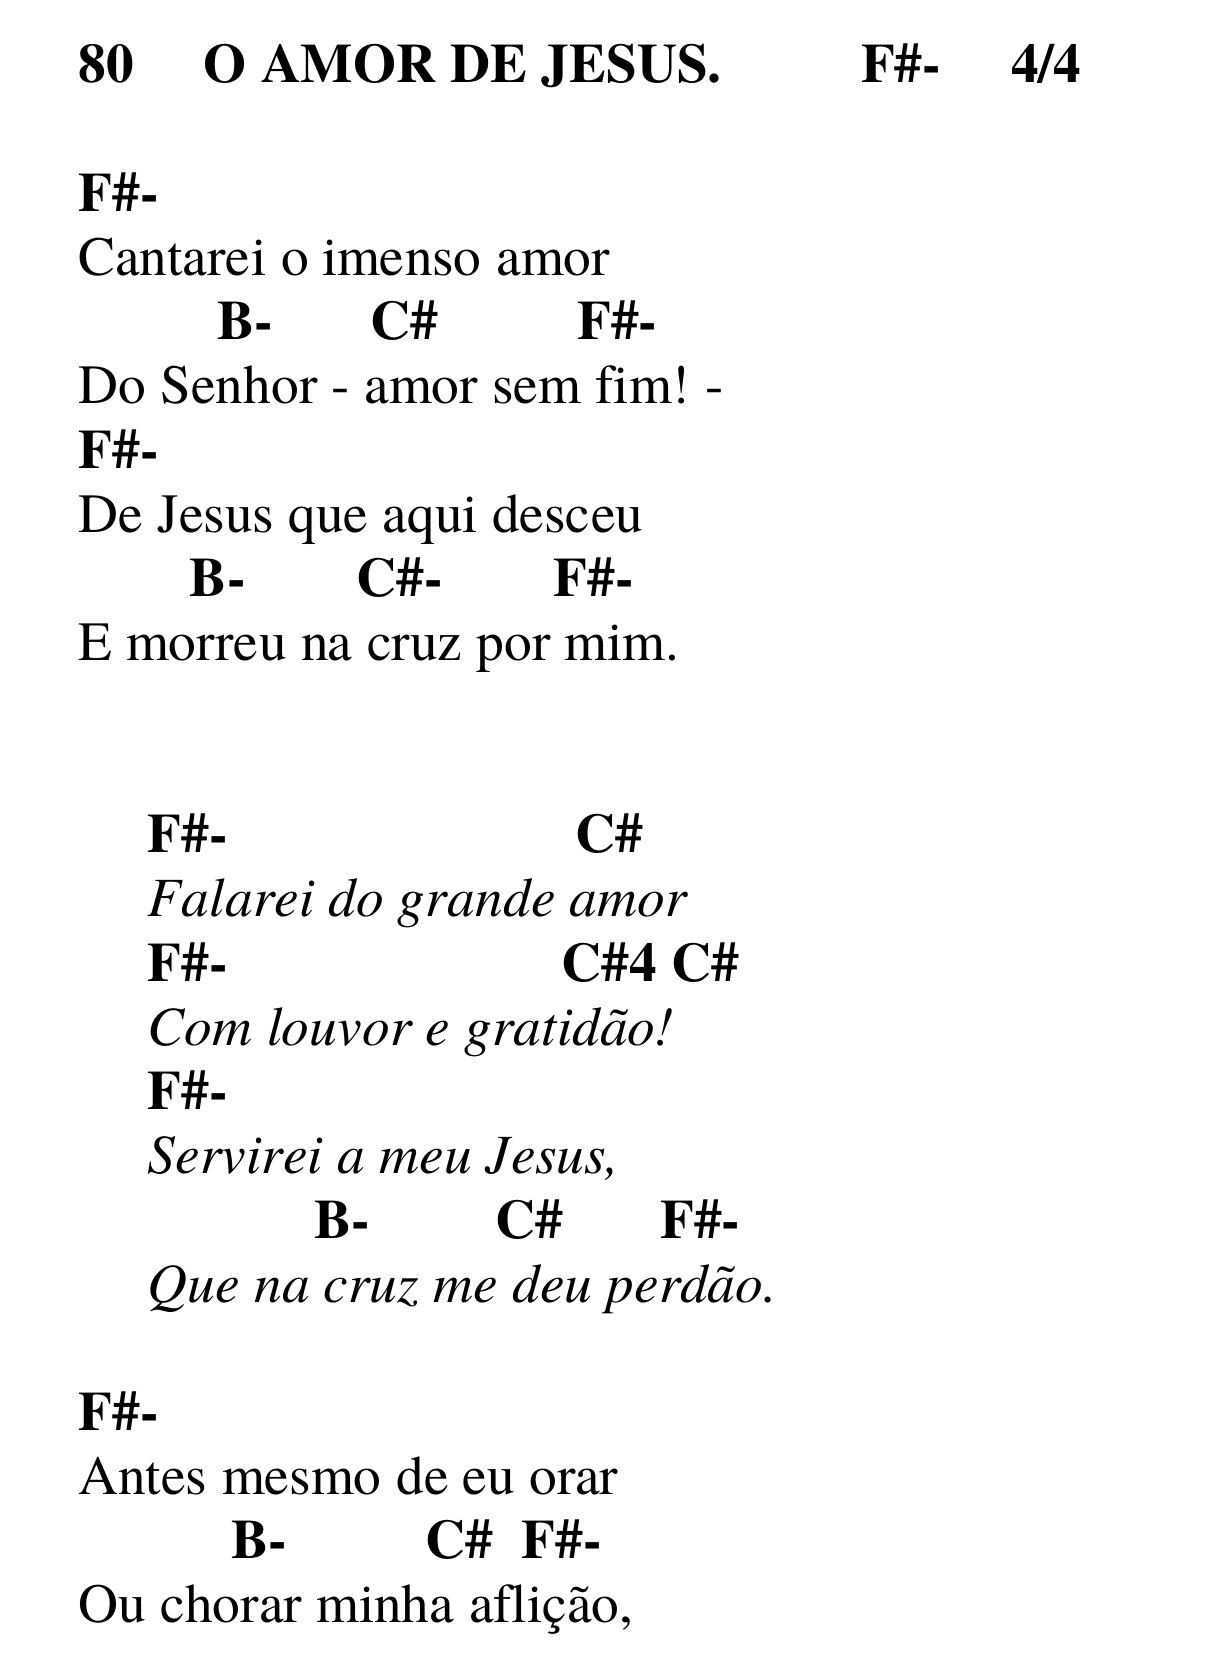 80 O AMOR DE JESUS. F#- 4/4
F#-
Cantarei o imenso amor
B- C# F#-
Do Senhor - amor sem fim! -
F#-
De Jesus que aqui desceu
B- C#- F#-
E morreu na cruz por mim.
F#- C#
Falarei do grande amor
F#- C#4 C#
Com louvor e gratidão!
F#-
Servirei a meu Jesus,
B- C# F#-
Que na cruz me deu perdão.
F#-
Antes mesmo de eu orar
B- C# F#-
Ou chorar minha aflição,